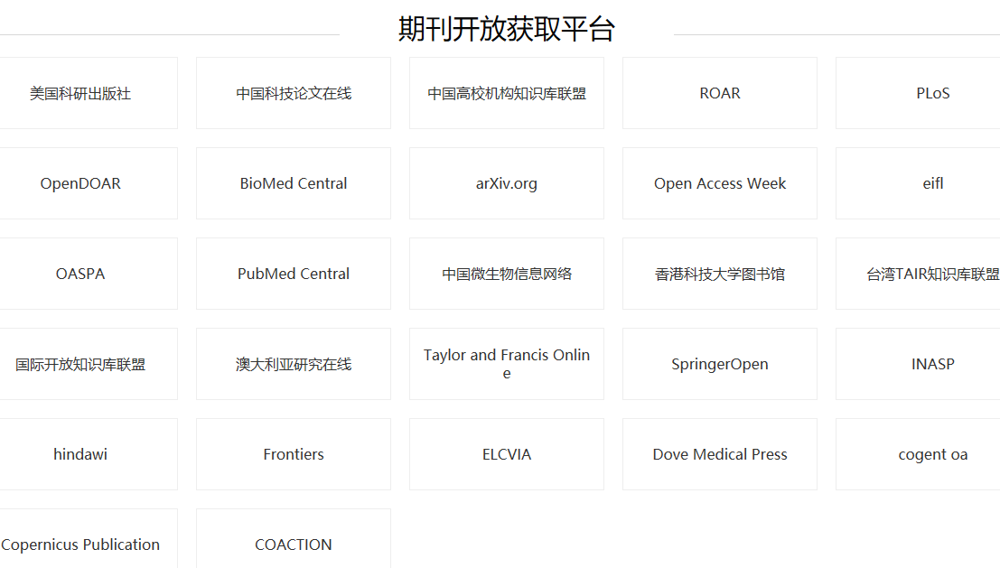 期刊开放获取平台
美国科研出版社
中国科技论文在线
中国高校机构知识库联盟
ROAR
PLoS
OpenDOAR
BioMed Central
arXiv.org
Open Access Week
eifl
OASPA
PubMed Central
中国微生物信息网络
香港科技大学图书馆
台湾TAIR知识库联盟
国际开放知识库联盟
澳大利亚研究在线
Taylor and Francis Onlin
e
SpringerOpen
INASP
hindawi
Frontiers
ELCVIA
Dove Medical Press
cogent oa
Copernicus Publication
COACTION